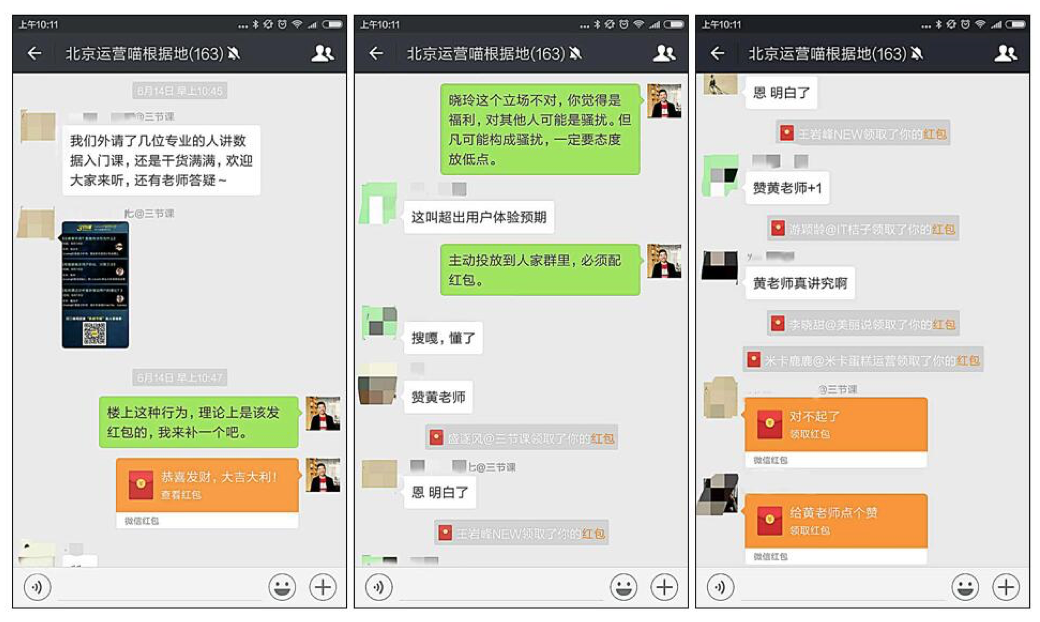 上午10:11
北京运营喵根据地(163)
6月14日 早上10:45
@三节课
我们外请了几位专业的人讲数
据入门课，还是干货满满，欢迎
大家来听，还有老师答疑~
@三节课
三节课
6月14日 早上10:47
楼上这种行为，理论上是该发
红包的，我来补一个吧。
恭喜发财，大吉大利！
查看红包
微信红包
上午10:11
北京运营喵根据地(163)
晓玲这个立场不对，你觉得是
福利，对其他人可能是骚扰。但
凡可能构成骚扰，一定要态度
放低点。
这叫超出用户体验预期
主动投放到人家群里，必须配
红包。
搜嘎，懂了
赞黄老师
盛逐风@三节课领取了你的红包
@三节课
恩 明白了
王岩峰NEW领取了你的红包
上午10:11
北京运营喵根据地(163)
恩 明白了
王岩峰NEW领取了你的红包
赞黄老师+1
游颖龄@IT桔子领取了你的红包
黄老师真讲究啊
李晓甜@美丽说领取了你的红包
米卡鹿鹿@米卡蛋糕运营领取了你的红包
@三节课
对不起了
领取红包
微信红包
给黄老师点个赞
领取红包
微信红包